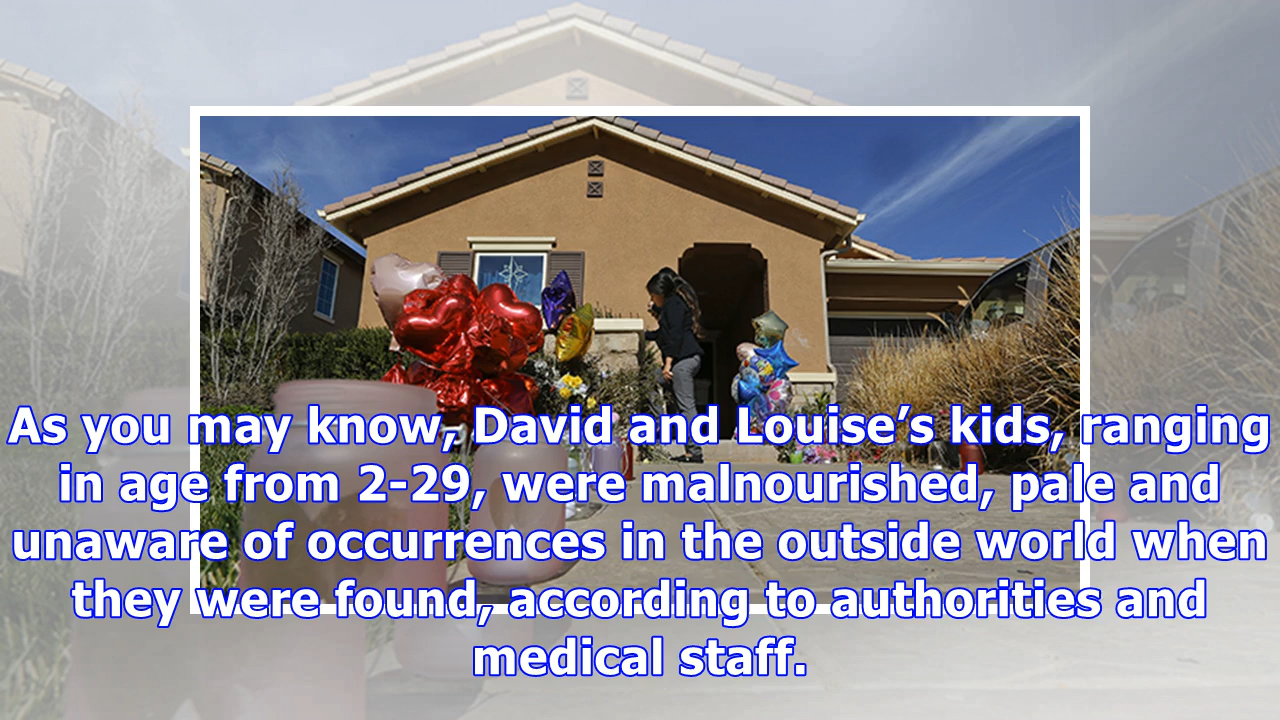 As you may know, David and Louise’s kids, ranging
in age from 2-29, were malnourished, pale and
unaware of occurrences in the outside world when
they were found, according to authorities and
medical staff.